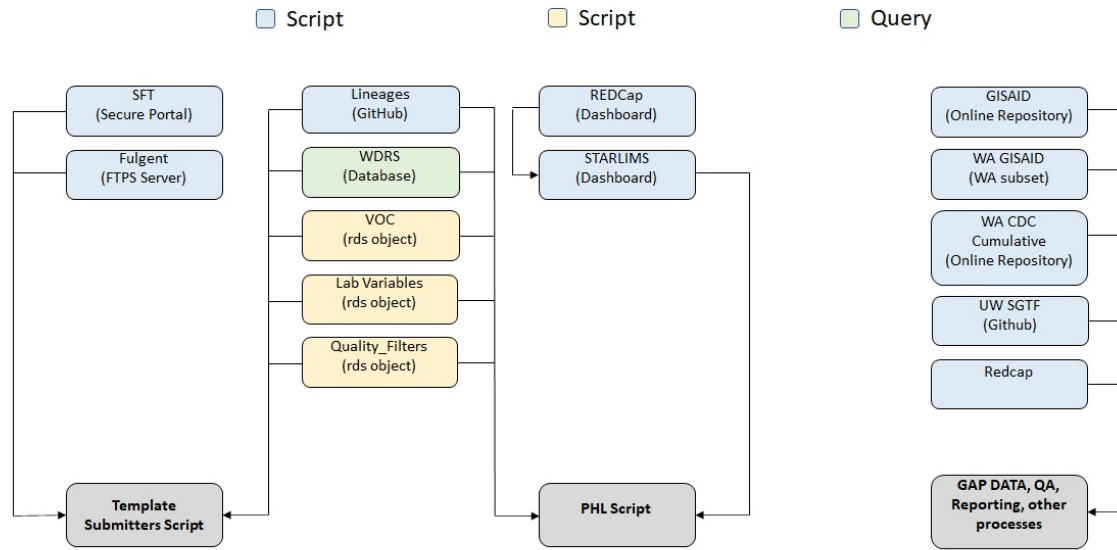 Script
Script
Query
SFT
(Secure Portal)
Fulgent
(FTPS Server)
Lineages
(GitHub)
WDRS
(Database)
VOC
(rds object)
Lab Variables
(rds object)
Quality_Filters
(rds object)
REDCap
(Dashboard)
STARLIMS
(Dashboard)
GISAID
(Online Repository)
WA GISAID
(WA subset)
WA CDC
Cumulative
(Online Repository)
UW SGTF
(Github)
Redcap
Template
Submitters Script
PHL Script
GAP DATA, QA,
Reporting, other
processes